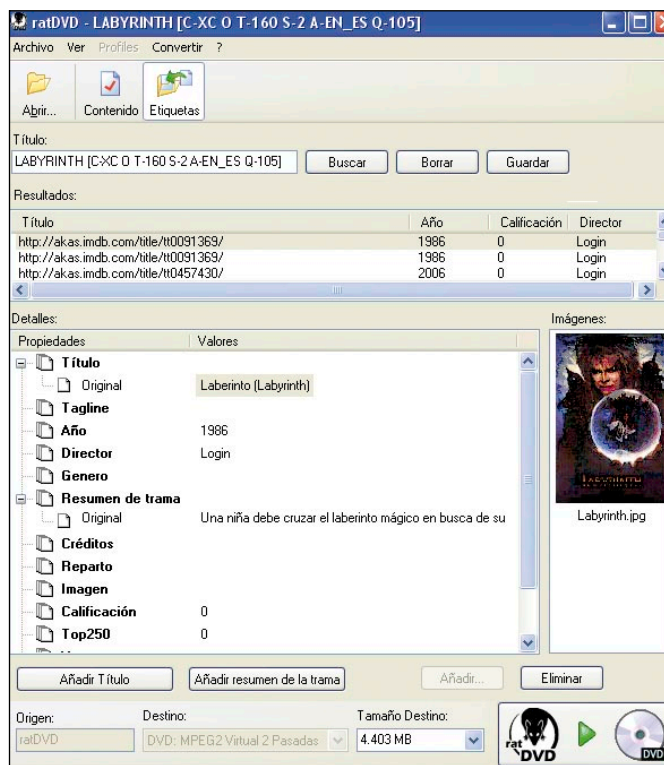 ratDVD - LABYRINTH [C-XC O T-160 S-2 A-EN_ES Q-105]
Archivo Ver Profiles Convertir ?
Abrir... Contenido Etiquetas
Título:
LABYRINTH [C-XC O T-160 S-2 A-EN_ES Q-105] Buscar Borrar Guardar
Resultados:
Título Año Calificación Director
http://akas.imdb.com/title/tt0091369/ 1986 0 Login
http://akas.imdb.com/title/tt0091369/ 1986 0 Login
http://akas.imdb.com/title/tt0457430/ 2006 0 Login
Detalles: Imágenes:
Propiedades Valores
Título
Original Laberinto (Labyrinth)
Tagline
Año 1986
Director Login
Genero
Resumen de trama
Original Una niña debe cruzar el laberinto mágico en busca de su
Créditos
Reparto
Imagen
Calificación 0
Top250 0
LABYRINTH
Labyrinth.jpg
Añadir Título Añadir resumen de la trama Añadir... Eliminar
Origen: Destino: Tamaño Destino:
ratDVD DVD: MPEG2 Virtual 2 Pasadas 4.403 MB
rat DVD DVD